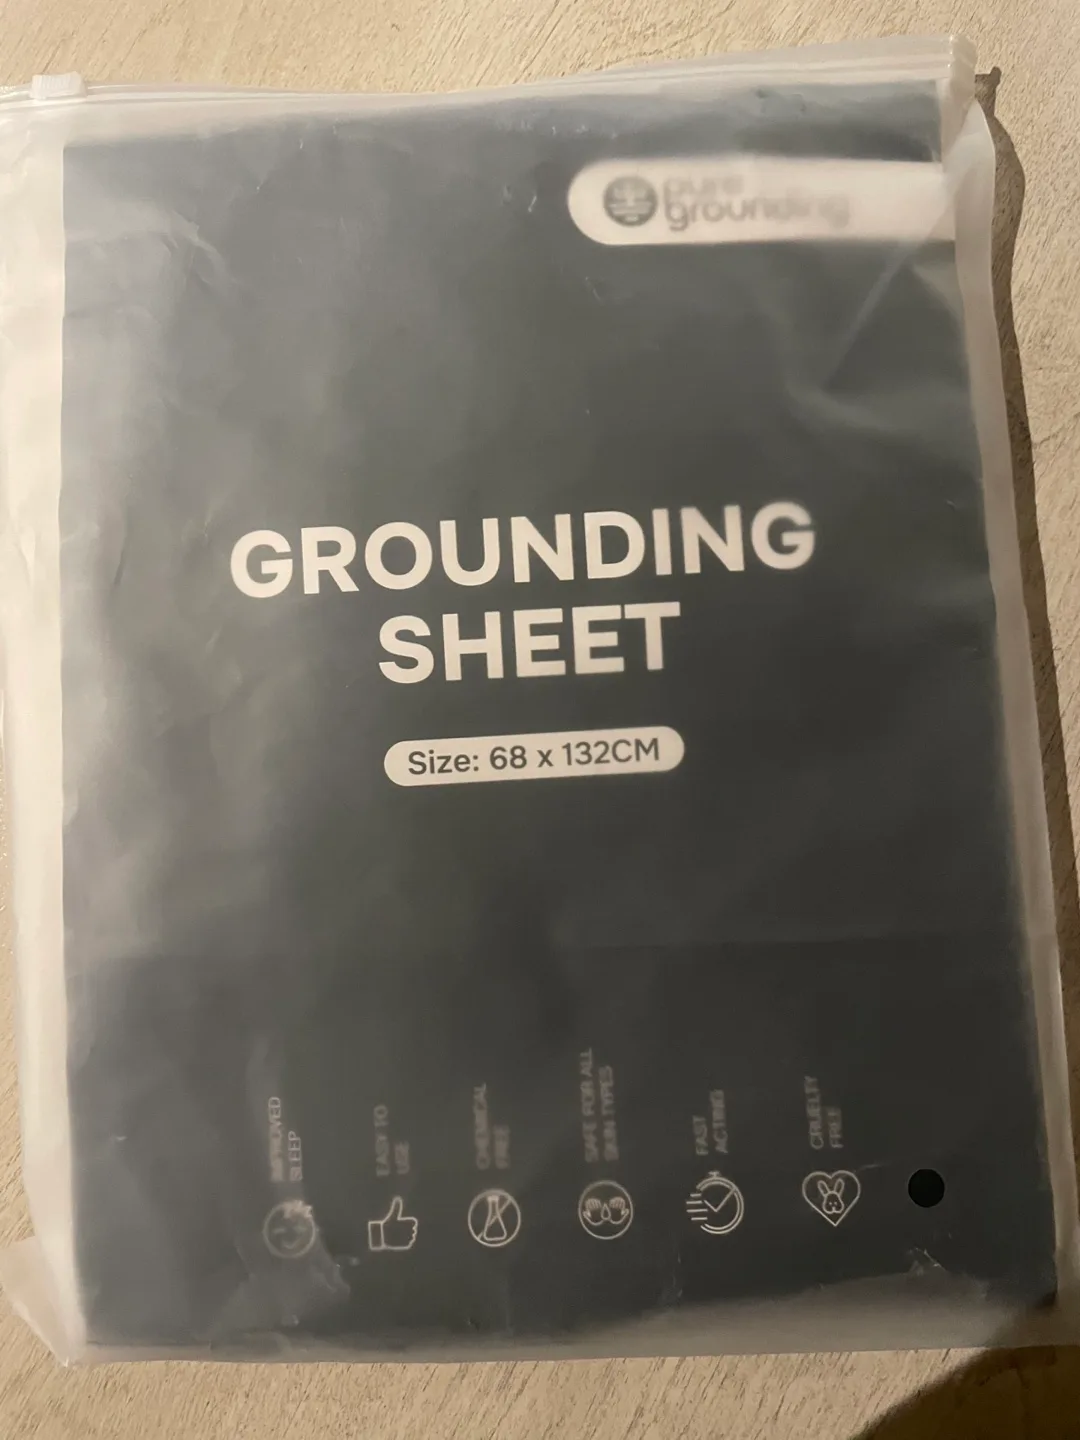 pure
grounding
GROUNDING
SHEET
Size: 68 x 132CM
IMPROVED
SLEEP
EASY TO
USE
CHEMICAL
FREE
SAFE FOR ALL
SKIN TYPES
FAST
ACTING
CRUELTY
FREE